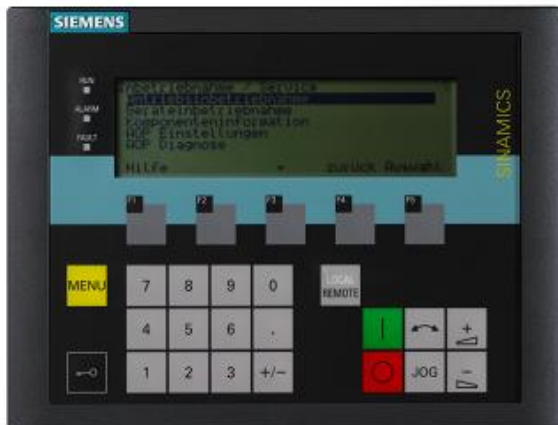 SIEMENS
RUN
ALARM
FAULT
Inbetriebnahme / Service
Antriebsinbetriebnahme
Geräteinbetriebnahme
Komponenteninformation
AOP Einstellungen
AOP Diagnose
Hilfe zurück Auswahl
SINAMICS
F1 F2 F3 F4 F5
MENU 7 8 9 0 LOCAL
REMOTE
4 5 6 . +
1 2 3 +/- JOG -